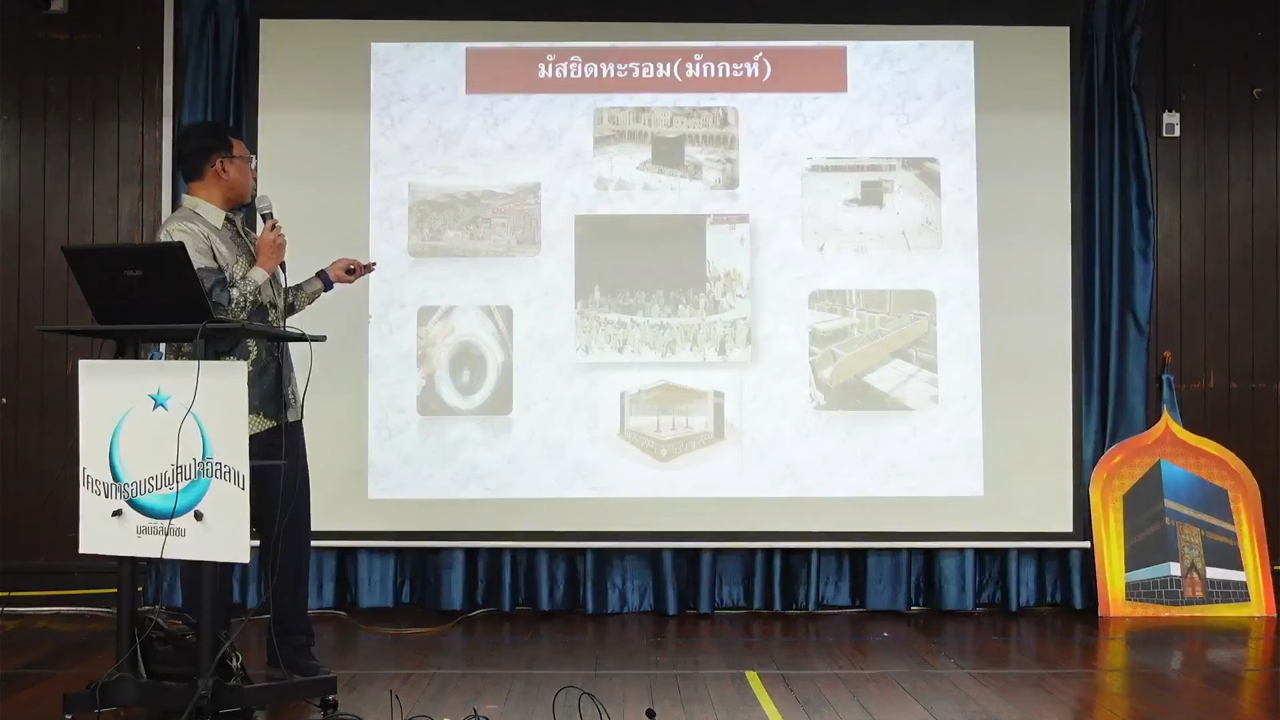 มัสยิดหะรอม(มักกะห์)
ASUS
โครงการอบรมผู้สนใจอิสลาม
มูลนิธิสันติชน